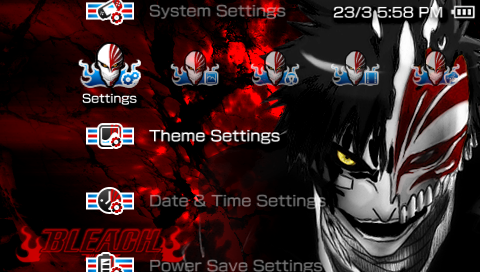 System Settings
23/3 5:58 PM
Settings
Theme Settings
Date & Time Settings
BLEACH
Power Save Settings